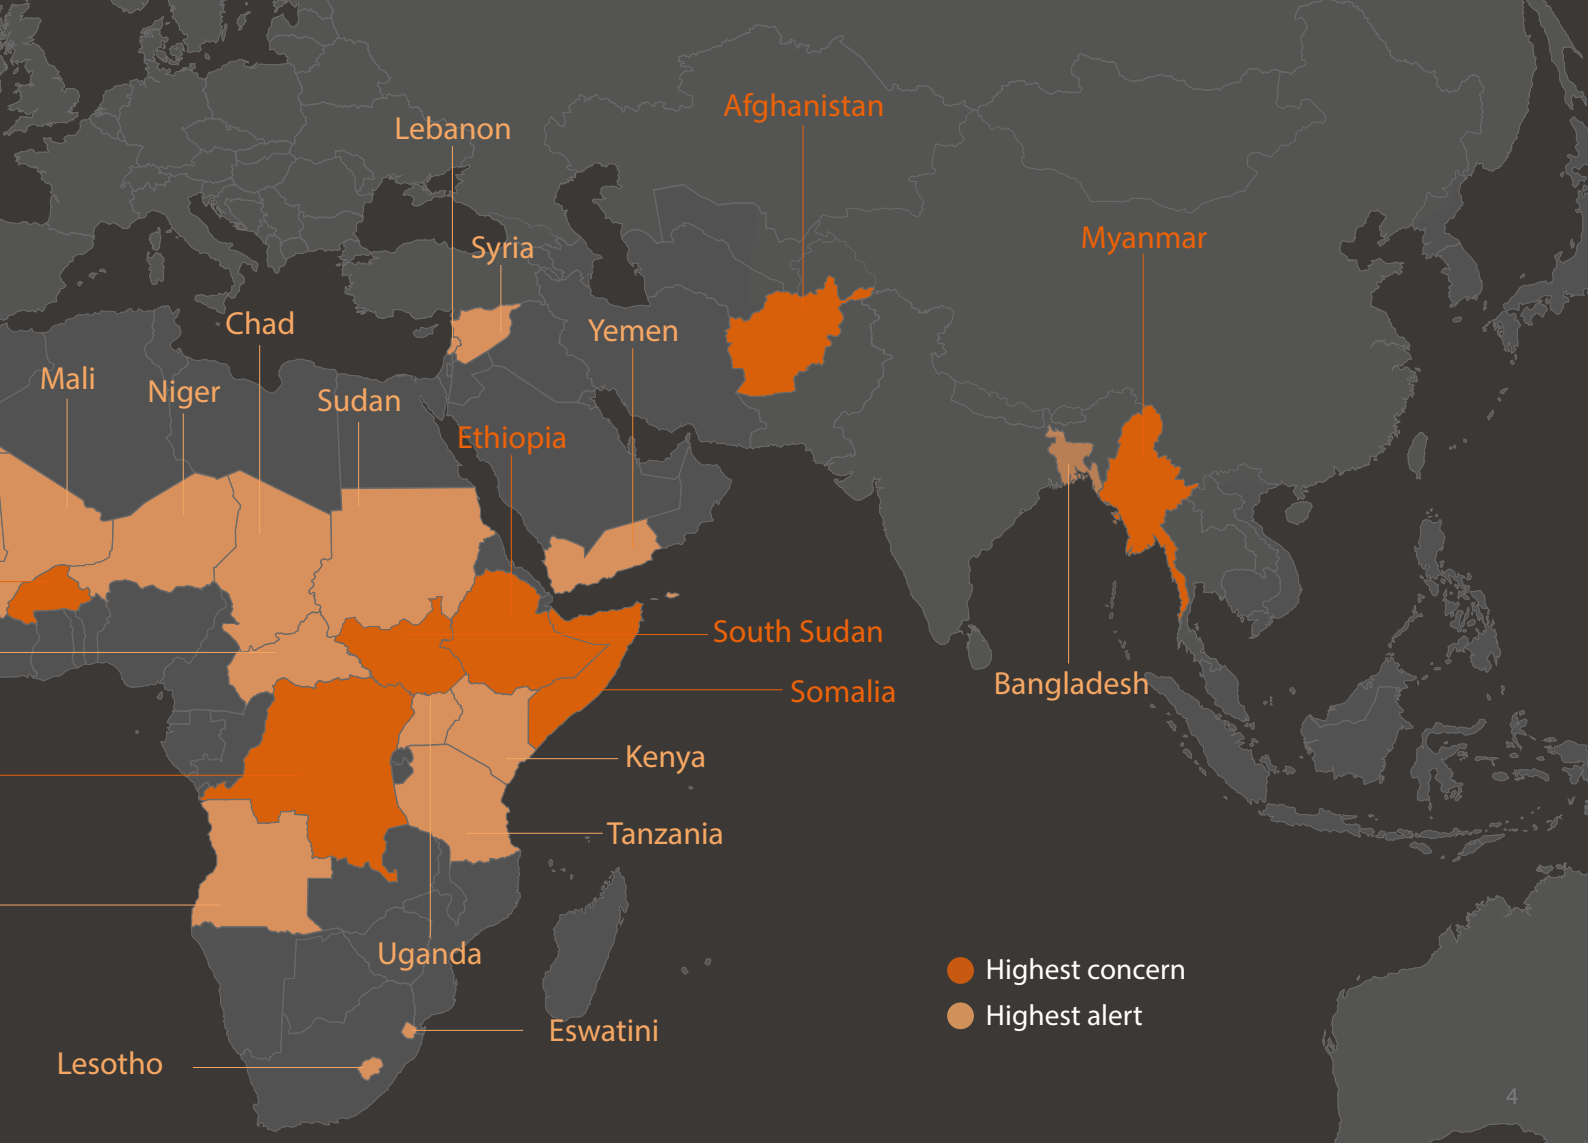 Afghanistan
Lebanon
Myanmar
Syria
Chad
Yemen
Mali
Niger
Sudan
Ethiopia
South Sudan
Bangladesh
Somalia
Kenya
Tanzania
Uganda
Highest concern
Highest alert
Eswatini
Lesotho
4